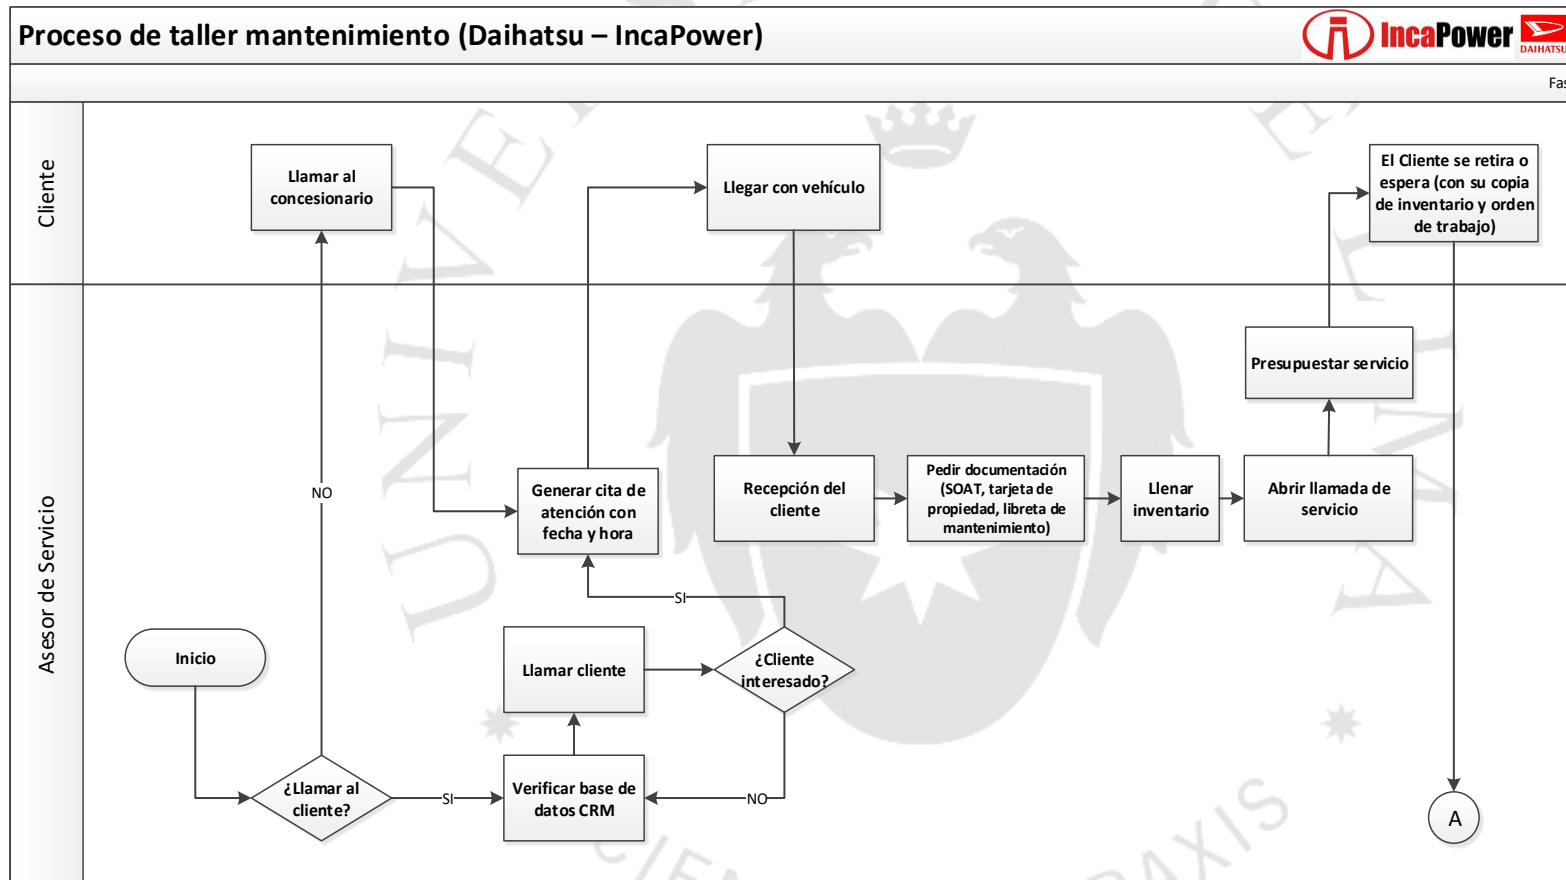 Proceso de taller mantenimiento (Daihatsu – IncaPower)
IncaPower
DAIHATSU
Fas
Cliente
Llamar al
concesionario
Llegar con vehículo
El Cliente se retira o
espera (con su copia
de inventario y orden
de trabajo)
Asesor de Servicio
Presupuestar servicio
NO
Generar cita de
atención con
fecha y hora
Recepción del
cliente
Pedir documentación
(SOAT, tarjeta de
propiedad, libreta de
mantenimiento)
Llenar
inventario
Abrir llamada de
servicio
SI
Inicio
Llamar cliente
¿Cliente
interesado?
¿Llamar al
cliente?
SI
Verificar base de
datos CRM
NO
A